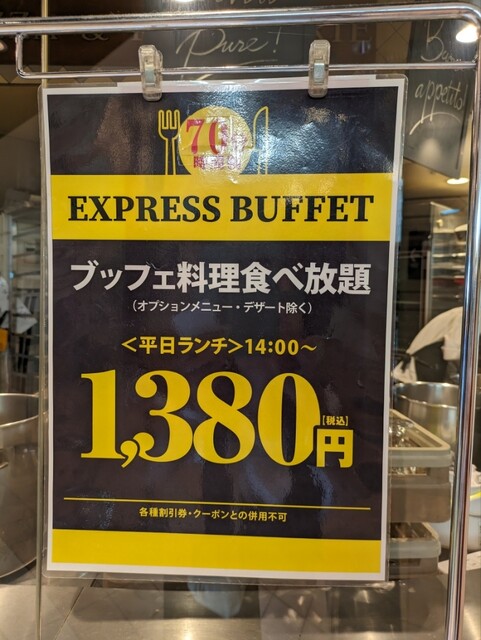 Pure!
appetito!
70
EXPRESS BUFFET
ブッフェ料理食べ放題
（オプションメニュー・デザート除く）
＜平日ランチ＞14:00～
1,380円【税込】
各種割引券・クーポンとの併用不可